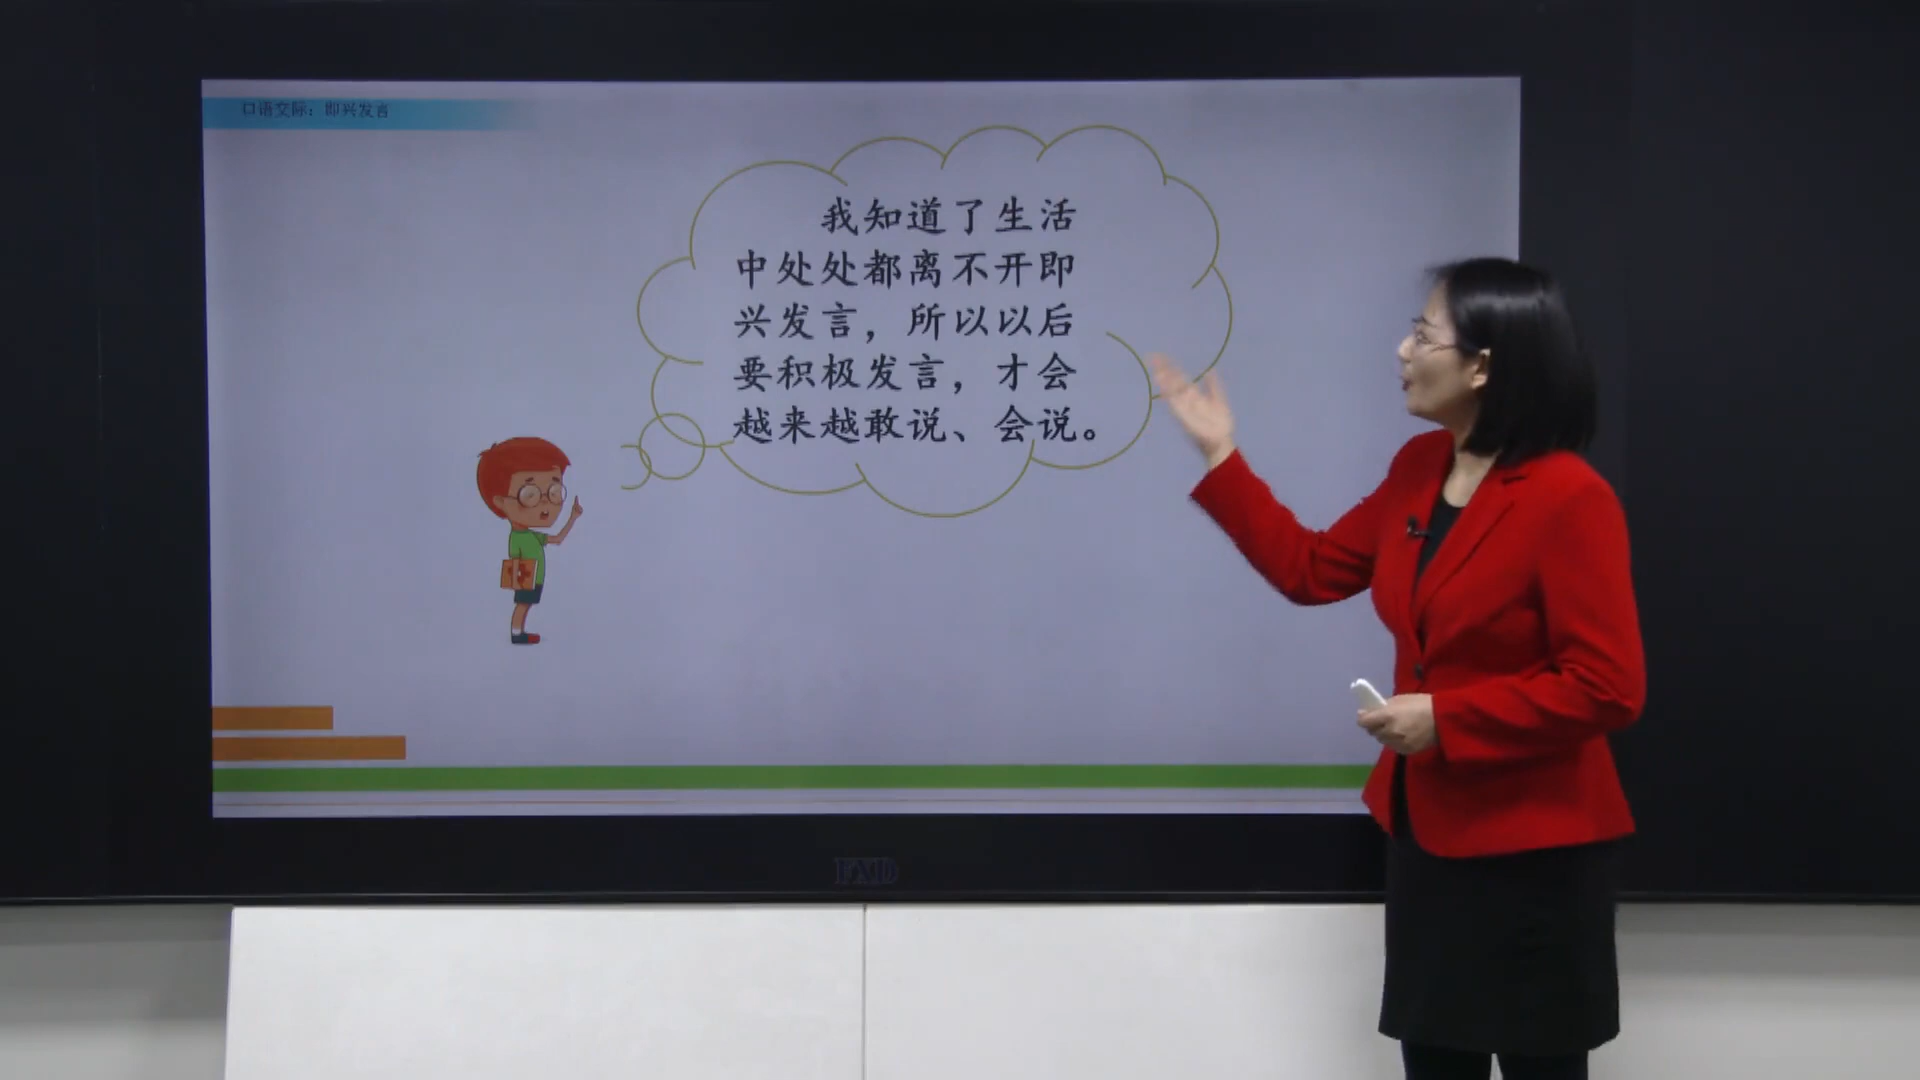 口语交际：即兴发言
我知道了生活
中处处都离不开即
兴发言，所以以后
要积极发言，才会
越来越敢说、会说。